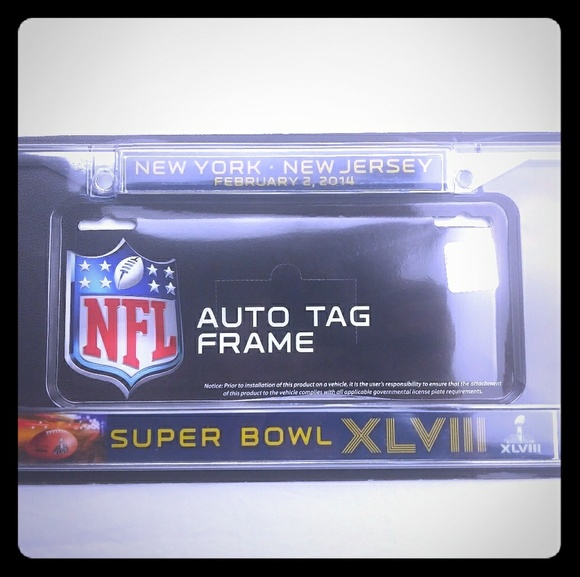 NEW YORK · NEW JERSEY
FEBRUARY 2, 2014
NFL
AUTO TAG
FRAME
Notice: Prior to installation of this product on a vehicle, it is the user's responsibility to ensure that the attachment
of this product to the vehicle complies with all applicable governmental license plate requirements.
SUPER BOWL XLVIII
XLVIII